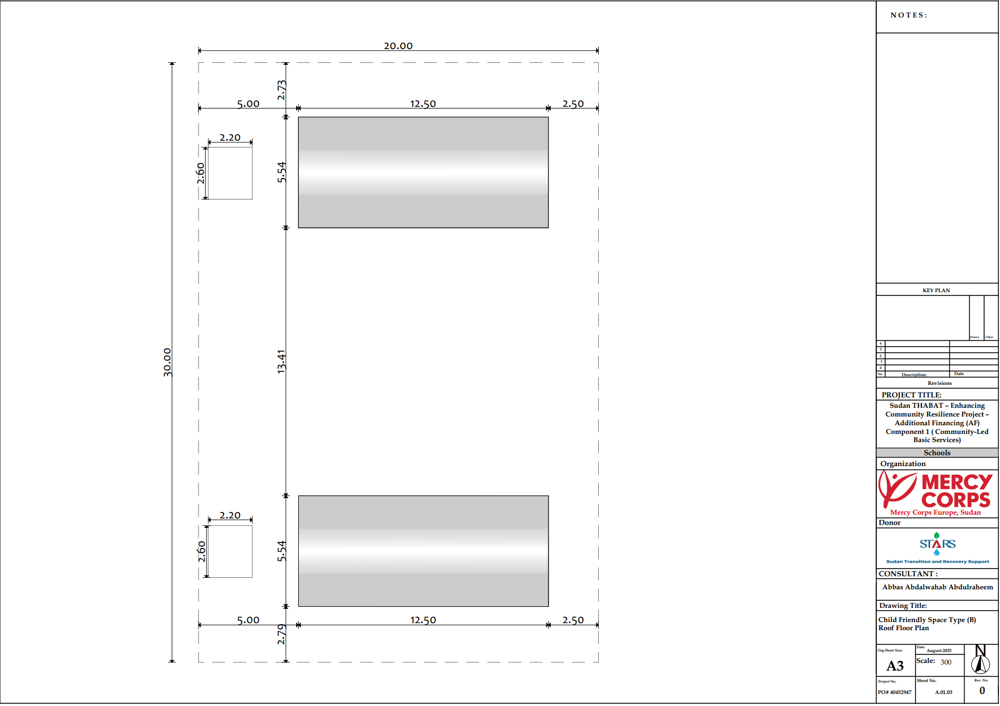 20.00
2.73
5.00
12.50
2.50
2.20
2.60
5.54
30.00
13.41
2.20
2.60
5.54
5.00
12.50
2.50
2.79
NOTES:
KEY PLAN
Drawn Chkd.
4
3
2
1
0
No. Description: Date
Revisions
PROJECT TITLE:
Sudan THABAT – Enhancing
Community Resilience Project –
Additional Financing (AF)
Component 1 ( Community-Led
Basic Services)
Schools
Organization
MERCY
CORPS
Mercy Corps Europe, Sudan
Donor
STARS
Sudan Transition and Recovery Support
CONSULTANT :
Abbas Abdalwahab Abdulraheem
Drawing Title:
Child Friendly Space Type (B)
Roof Floor Plan
Org.Sheet Size:
A3
Date:
August-2025
Scale: 300
N
Project No.
PO# 40452947
Sheet No.
A.01.03
Rev. No.
0